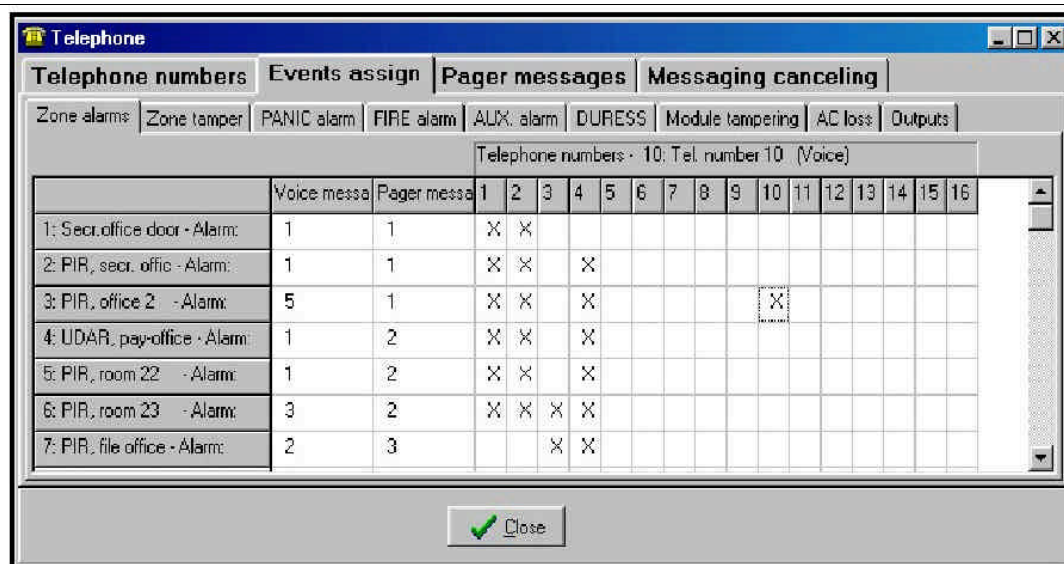 Telephone
Telephone numbers Events assign Pager messages Messaging canceling
Zone alarms Zone tamper PANIC alarm FIRE alarm AUX. alarm DURESS Module tampering AC loss Outputs
Telephone numbers - 10: Tel. number 10 (Voice)
Voice messa Pager messa 1 2 3 4 5 6 7 8 9 10 11 12 13 14 15 16
1: Secr.office door - Alarm: 1 1 X X
2: PIR, secr. offic - Alarm: 1 1 X X X
3: PIR, office 2 - Alarm: 5 1 X X X X
4: UDAR, pay-office - Alarm: 1 2 X X X
5: PIR, room 22 - Alarm: 1 2 X X X
6: PIR, room 23 - Alarm: 3 2 X X X X
7: PIR, file office - Alarm: 2 3 X X
Close